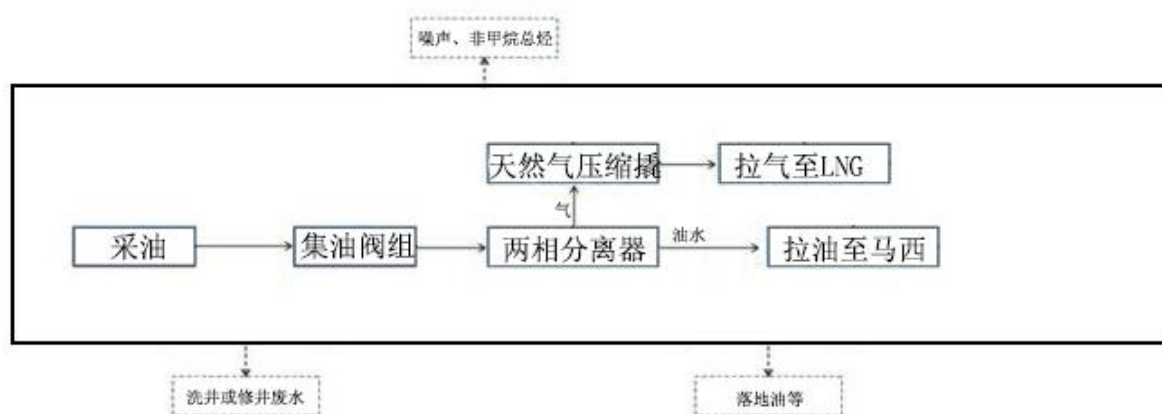 噪声、非甲烷总烃
天然气压缩撬
拉气至LNG
气
采油
集油阀组
两相分离器
油水
拉油至马西
洗井或修井废水
落地油等